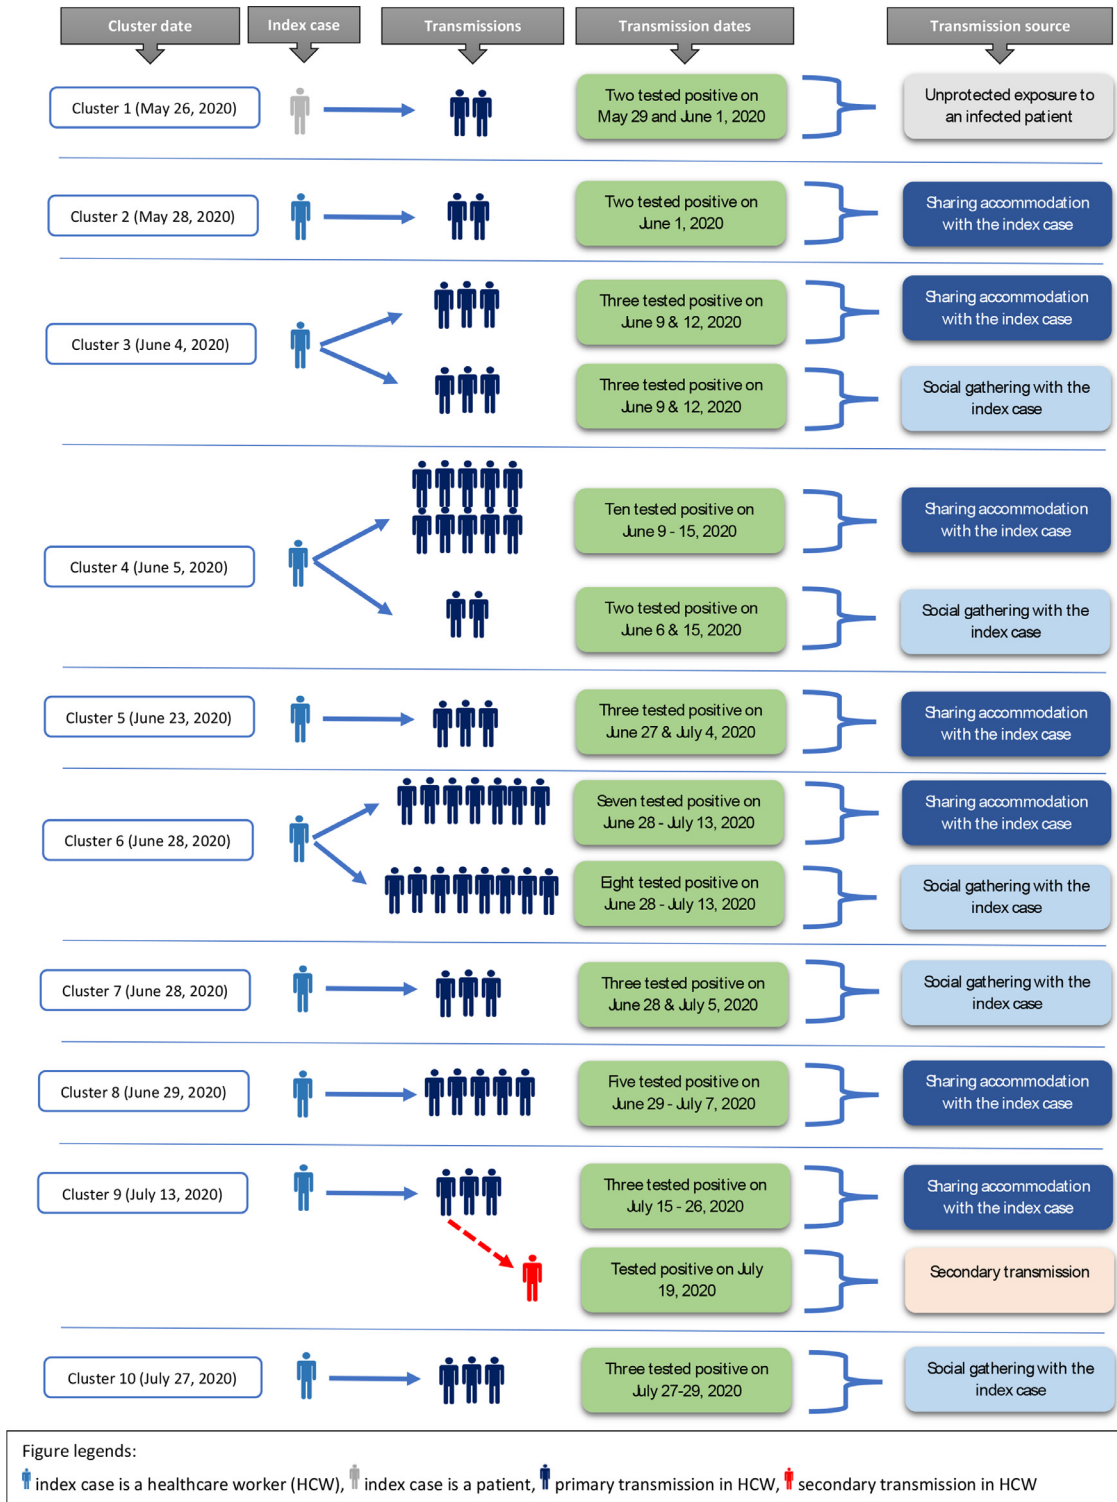 Cluster date
Index case
Transmissions
Transmission dates
Transmission source
Cluster 1 (May 26, 2020)
Two tested positive on
May 29 and June 1, 2020
Unprotected exposure to
an infected patient
Cluster 2 (May 28, 2020)
Two tested positive on
June 1, 2020
Sharing accommodation
with the index case
Cluster 3 (June 4, 2020)
Three tested positive on
June 9 & 12, 2020
Sharing accommodation
with the index case
Three tested positive on
June 9 & 12, 2020
Social gathering with the
index case
Cluster 4 (June 5, 2020)
Ten tested positive on
June 9 - 15, 2020
Sharing accommodation
with the index case
Two tested positive on
June 6 & 15, 2020
Social gathering with the
index case
Cluster 5 (June 23, 2020)
Three tested positive on
June 27 & July 4, 2020
Sharing accommodation
with the index case
Cluster 6 (June 28, 2020)
Seven tested positive on
June 28 - July 13, 2020
Sharing accommodation
with the index case
Eight tested positive on
June 28 - July 13, 2020
Social gathering with the
index case
Cluster 7 (June 28, 2020)
Three tested positive on
June 28 & July 5, 2020
Social gathering with the
index case
Cluster 8 (June 29, 2020)
Five tested positive on
June 29 - July 7, 2020
Sharing accommodation
with the index case
Cluster 9 (July 13, 2020)
Three tested positive on
July 15 - 26, 2020
Sharing accommodation
with the index case
Tested positive on July
19, 2020
Secondary transmission
Cluster 10 (July 27, 2020)
Three tested positive on
July 27-29, 2020
Social gathering with the
index case
Figure legends:
index case is a healthcare worker (HCW), index case is a patient, primary transmission in HCW, secondary transmission in HCW